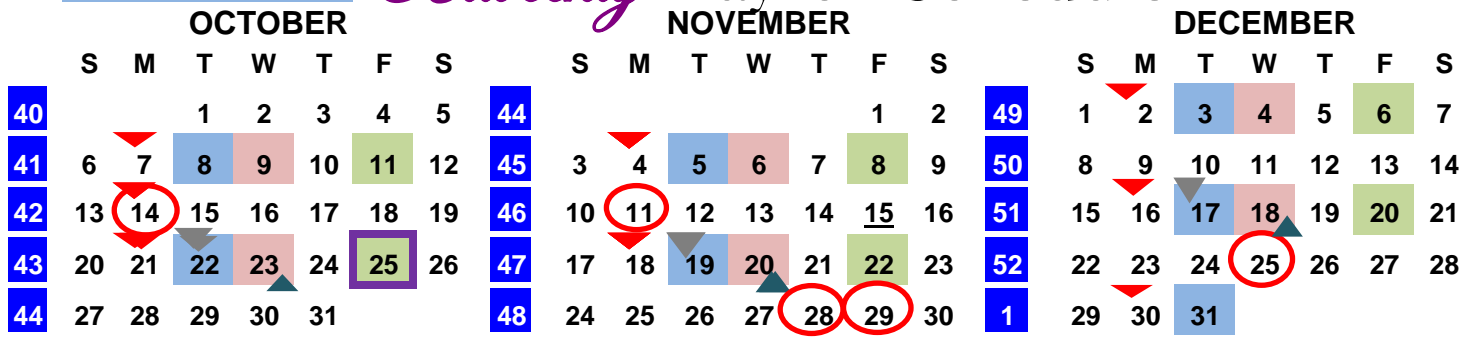 OCTOBER NOVEMBER DECEMBER
S M T W T F S S M T W T F S S M T W T F S
40 1 2 3 4 5 44 1 2 49 1 2 3 4 5 6 7
41 6 7 8 9 10 11 12 45 3 4 5 6 7 8 9 50 8 9 10 11 12 13 14
42 13 14 15 16 17 18 19 46 10 11 12 13 14 15 16 51 15 16 17 18 19 20 21
43 20 21 22 23 24 25 26 47 17 18 19 20 21 22 23 52 22 23 24 25 26 27 28
44 27 28 29 30 31 48 24 25 26 27 28 29 30 1 29 30 31